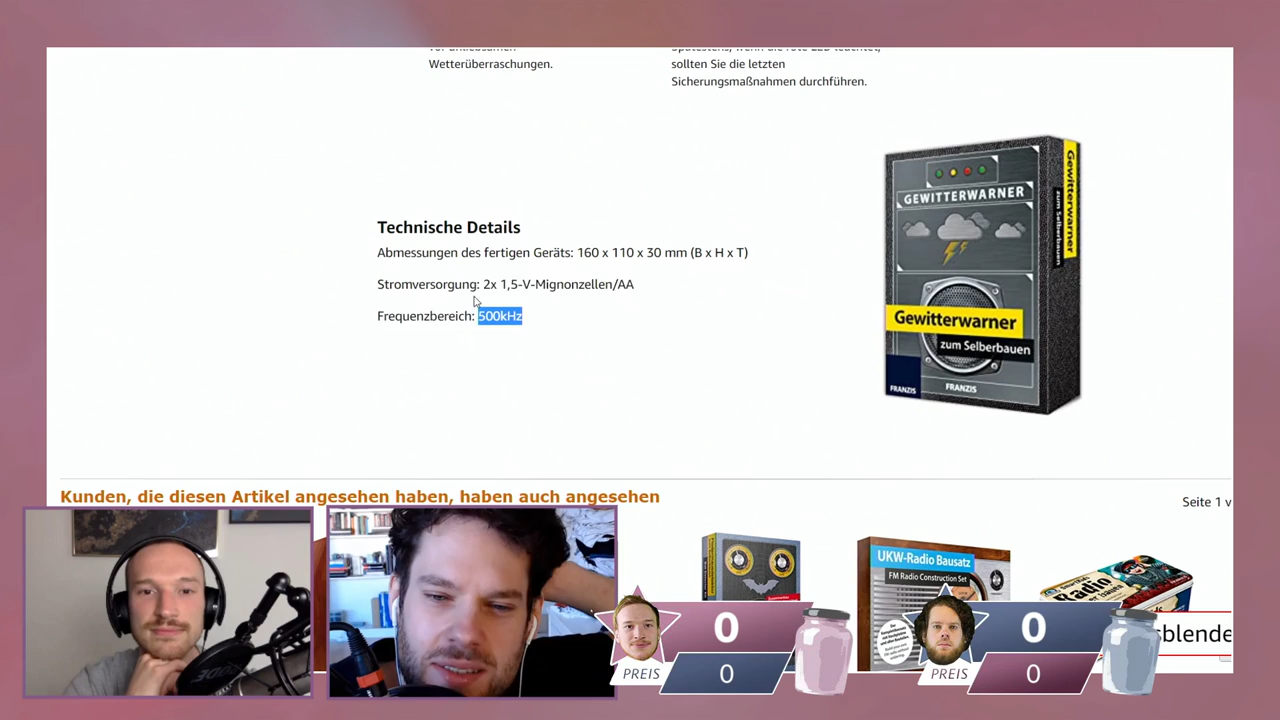 Wetterüberraschungen.
sollten Sie die letzten
Sicherungsmaßnahmen durchführen.
Technische Details
Abmessungen des fertigen Geräts: 160 x 110 x 30 mm (B x H x T)
Stromversorgung: 2x 1,5-V-Mignonzellen/AA
Frequenzbereich: 500kHz
GEWITTERWARNER
Gewitterwarner
zum Selberbauen
FRANZIS
FRANZIS
Gewitterwarner
zum Selberbauen
Kunden, die diesen Artikel angesehen haben, haben auch angesehen
Seite 1 v
UKW-Radio Bausatz
FM Radio Construction Set
Radio
sblende
0
PREIS
0
0
PREIS
0